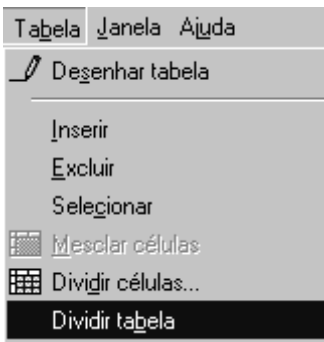 Tabela Janela Ajuda
Desenhar tabela
Inserir
Excluir
Selecionar
Mesclar células
Dividir células...
Dividir tabela